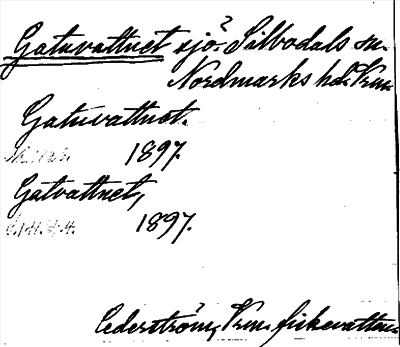 Gatuvattnet sjö? Silbodals sn.
Nordmarks hd. Vrm.
Gatuvattnet.
1897.
Gatvattnet,
1897.
Cederström, Vrm. fiskevatten.